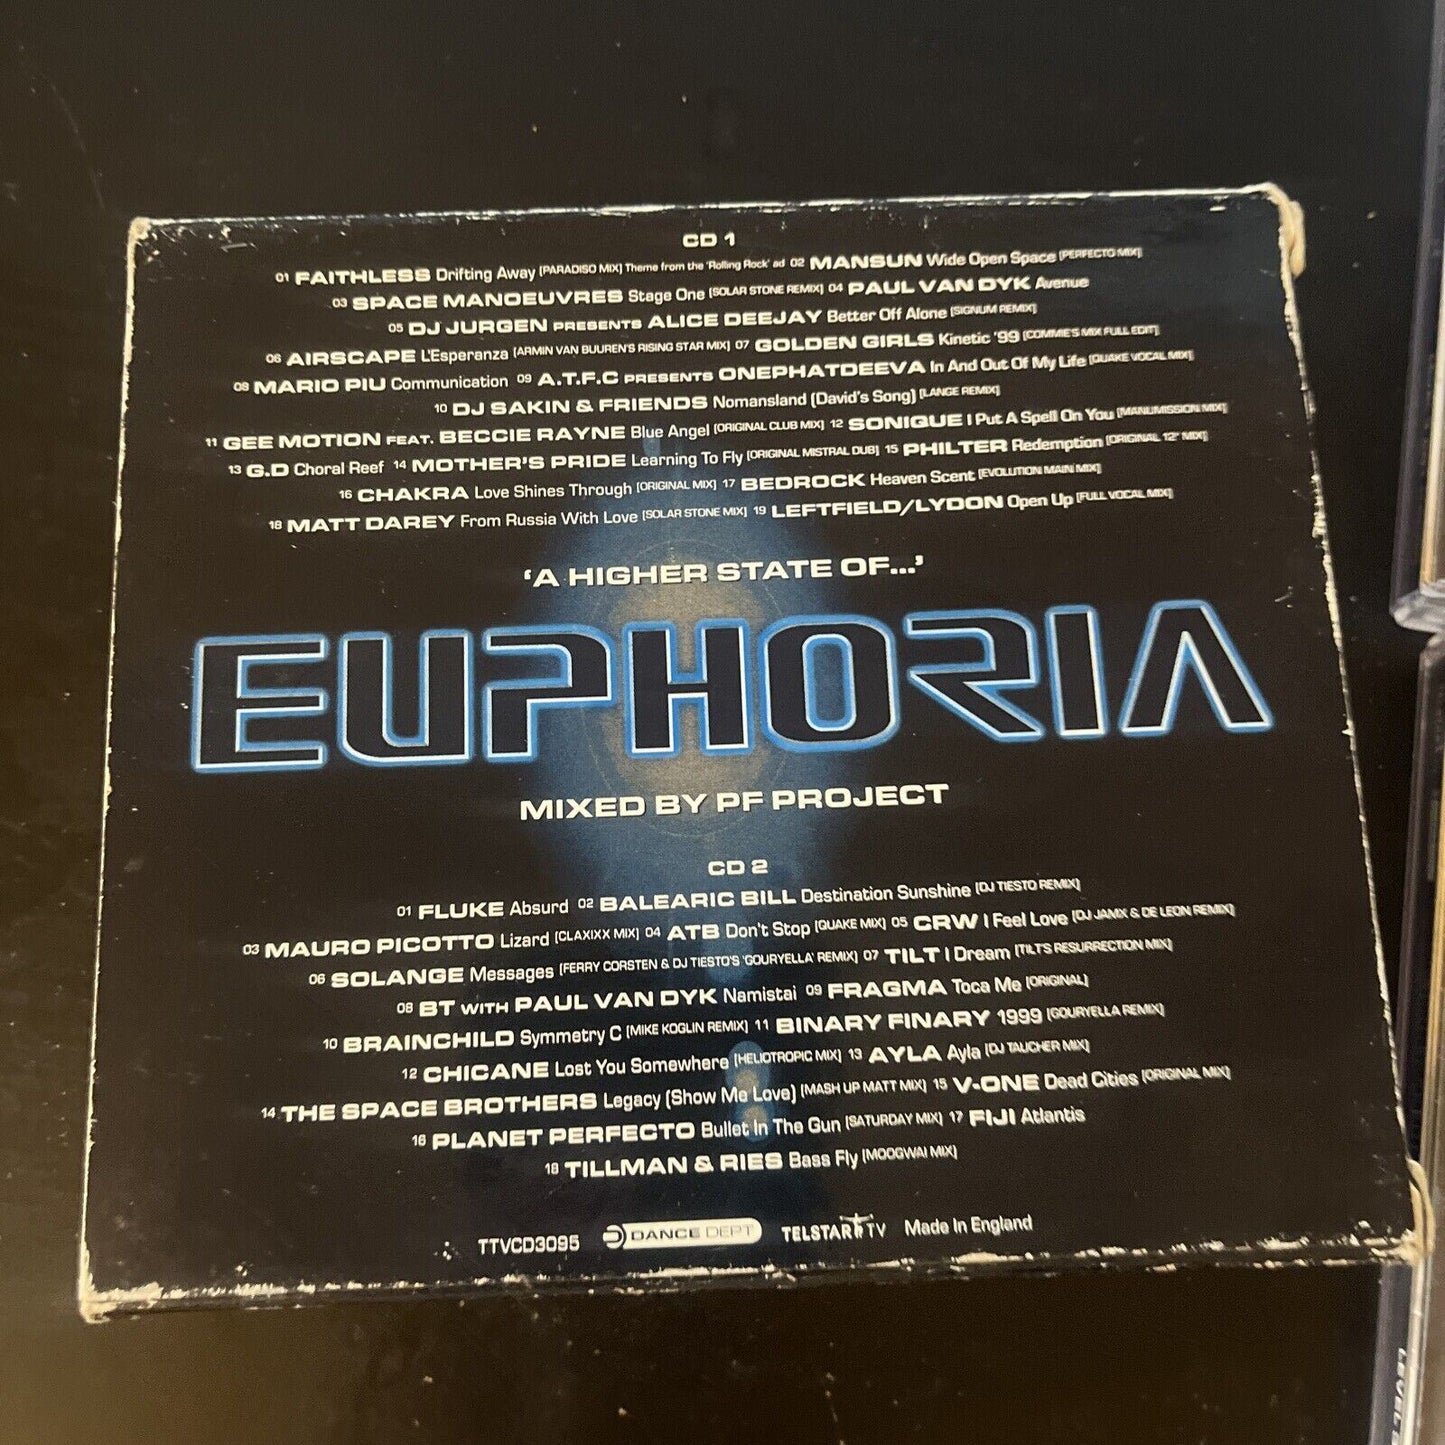 CD 1
01 FAITHLESS Drifting Away [PARADISO MIX] Theme from the 'Rolling Rock' ad 02 MANSUN Wide Open Space [PERFECTO MIX]
03 SPACE MANOEUVRES Stage One [SOLAR STONE REMIX] 04 PAUL VAN DYK Avenue
05 DJ JURGEN PRESENTS ALICE DEEJAY Better Off Alone [SIGNUM REMIX]
06 AIRSCAPE L'Esperanza [ARMIN VAN BUUREN'S RISING STAR MIX] 07 GOLDEN GIRLS Kinetic '99 [COMMIE'S MIX FULL EDIT]
08 MARIO PIU Communication 09 A.T.F.C PRESENTS ONEPHATDEEVA In And Out Of My Life [QUAKE VOCAL MIX]
10 DJ SAKIN & FRIENDS Nomansland (David's Song) [LANGE REMIX]
11 GEE MOTION FEAT. BECCIE RAYNE Blue Angel [ORIGINAL CLUB MIX] 12 SONIQUE I Put A Spell On You [MANUMISSION MIX]
13 G.D Choral Reef 14 MOTHER'S PRIDE Learning To Fly [ORIGINAL MISTRAL DUB] 15 PHILTER Redemption [ORIGINAL 12" MIX]
16 CHAKRA Love Shines Through [ORIGINAL MIX] 17 BEDROCK Heaven Scent [EVOLUTION MAIN MIX]
18 MATT DAREY From Russia With Love [SOLAR STONE MIX] 19 LEFTFIELD/LYDON Open Up [FULL VOCAL MIX]
'A HIGHER STATE OF...'
EUPHORIA
MIXED BY PF PROJECT
CD 2
01 FLUKE Absurd 02 BALEARIC BILL Destination Sunshine [DJ TIESTO REMIX]
03 MAURO PICOTTO Lizard [CLAXIXX MIX] 04 ATB Don't Stop [QUAKE MIX] 05 CRW I Feel Love [DJ JAMX & DE LEON REMIX]
06 SOLANGE Messages [FERRY CORSTEN & DJ TIESTO'S 'GOURYELLA' REMIX] 07 TILT I Dream [TILT'S RESURRECTION MIX]
08 BT WITH PAUL VAN DYK Namistai 09 FRAGMA Toca Me [ORIGINAL]
10 BRAINCHILD Symmetry C [MIKE KOGLIN REMIX] 11 BINARY FINARY 1999 [GOURYELLA REMIX]
12 CHICANE Lost You Somewhere [HELIOTROPIC MIX] 13 AYLA Ayla [DJ TAUCHER MIX]
14 THE SPACE BROTHERS Legacy (Show Me Love) [MASH UP MATT MIX] 15 V-ONE Dead Cities [ORIGINAL MIX]
16 PLANET PERFECTO Bullet In The Gun [SATURDAY MIX] 17 FIJI Atlantis
18 TILLMAN & RIES Bass Fly [MOOGWAI MIX]
TTVCD3095 DANCE DEPT TELSTAR TV Made In England
LEVEL